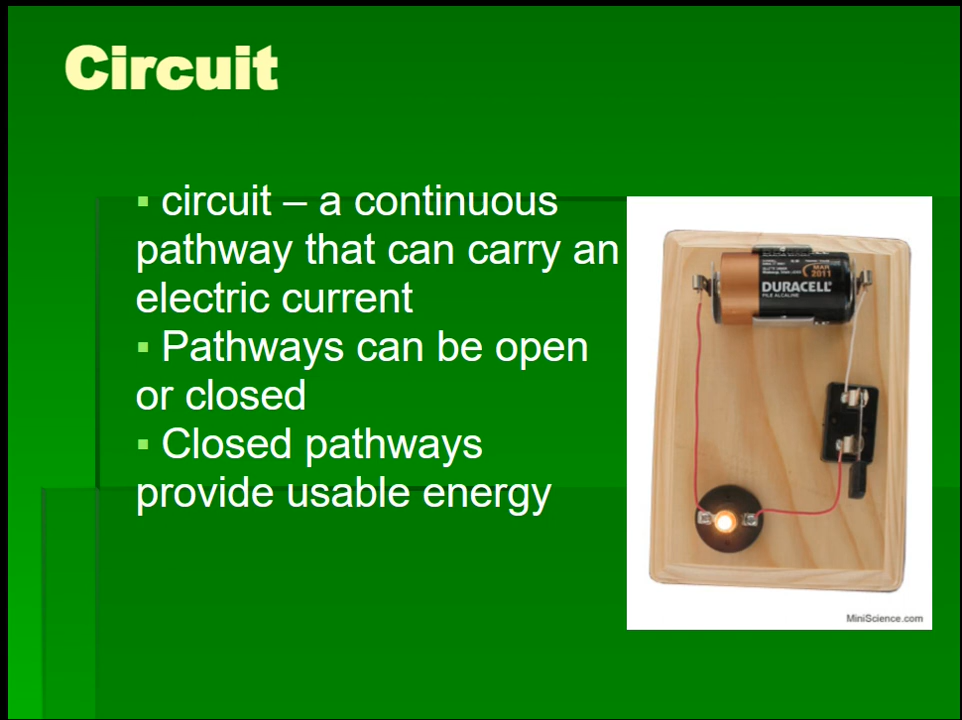 Circuit
▪ circuit – a continuous
pathway that can carry an
electric current
▪ Pathways can be open
or closed
▪ Closed pathways
provide usable energy
MAR
2011
DURACELL
MiniScience.com